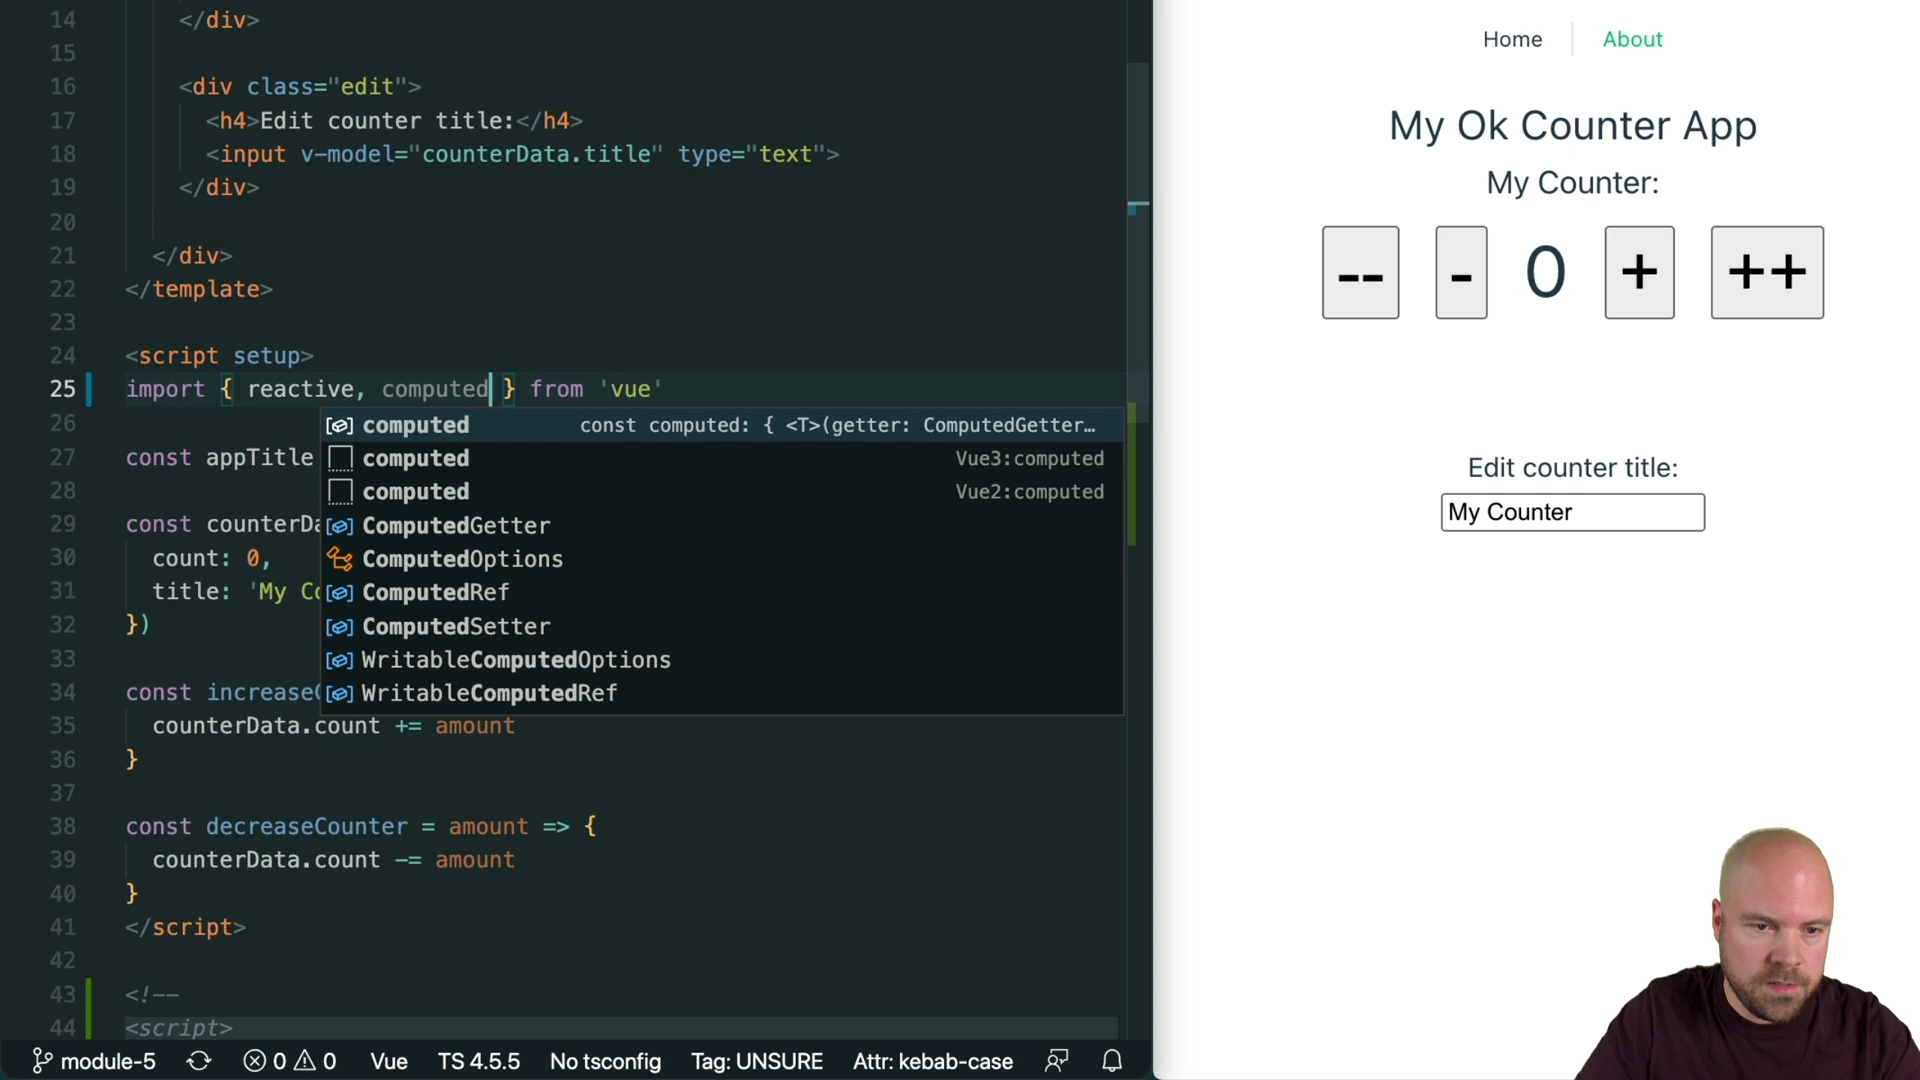 14 </div>
15
16 <div class="edit">
17 <h4>Edit counter title:</h4>
18 <input v-model="counterData.title" type="text">
19 </div>
20
21 </div>
22 </template>
23
24 <script setup>
25 import { reactive, computed } from 'vue'
26 computed const computed: { <T>(getter: ComputedGetter…
27 const appTitle computed Vue3:computed
28 computed Vue2:computed
29 const counterDa ComputedGetter
30 count: 0, ComputedOptions
31 title: 'My Co ComputedRef
32 }) ComputedSetter
33 WritableComputedOptions
34 const increaseC WritableComputedRef
35 counterData.count += amount
36 }
37
38 const decreaseCounter = amount => {
39 counterData.count -= amount
40 }
41 </script>
42
43 <!--
44 <script>
module-5 0 0 Vue TS 4.5.5 No tsconfig Tag: UNSURE Attr: kebab-case
Home About
My Ok Counter App
My Counter:
-- - 0 + ++
Edit counter title:
My Counter